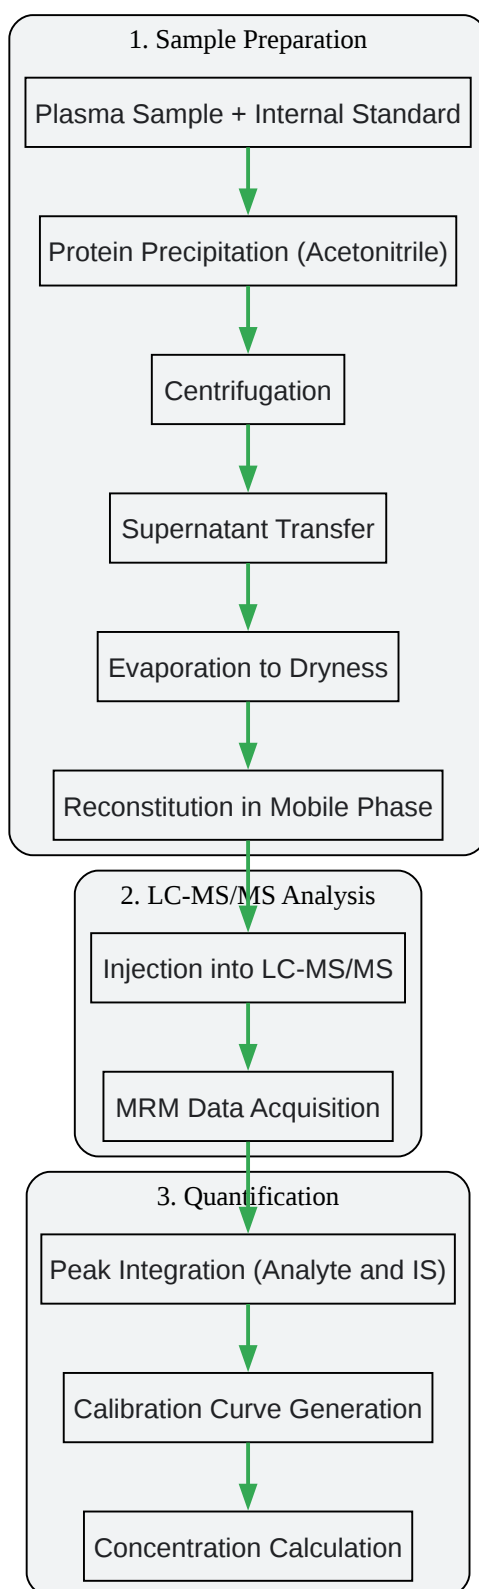 1. Sample Preparation
Plasma Sample + Internal Standard
Protein Precipitation (Acetonitrile)
Centrifugation
Supernatant Transfer
Evaporation to Dryness
Reconstitution in Mobile Phase
2. LC-MS/MS Analysis
Injection into LC-MS/MS
MRM Data Acquisition
3. Quantification
Peak Integration (Analyte and IS)
Calibration Curve Generation
Concentration Calculation